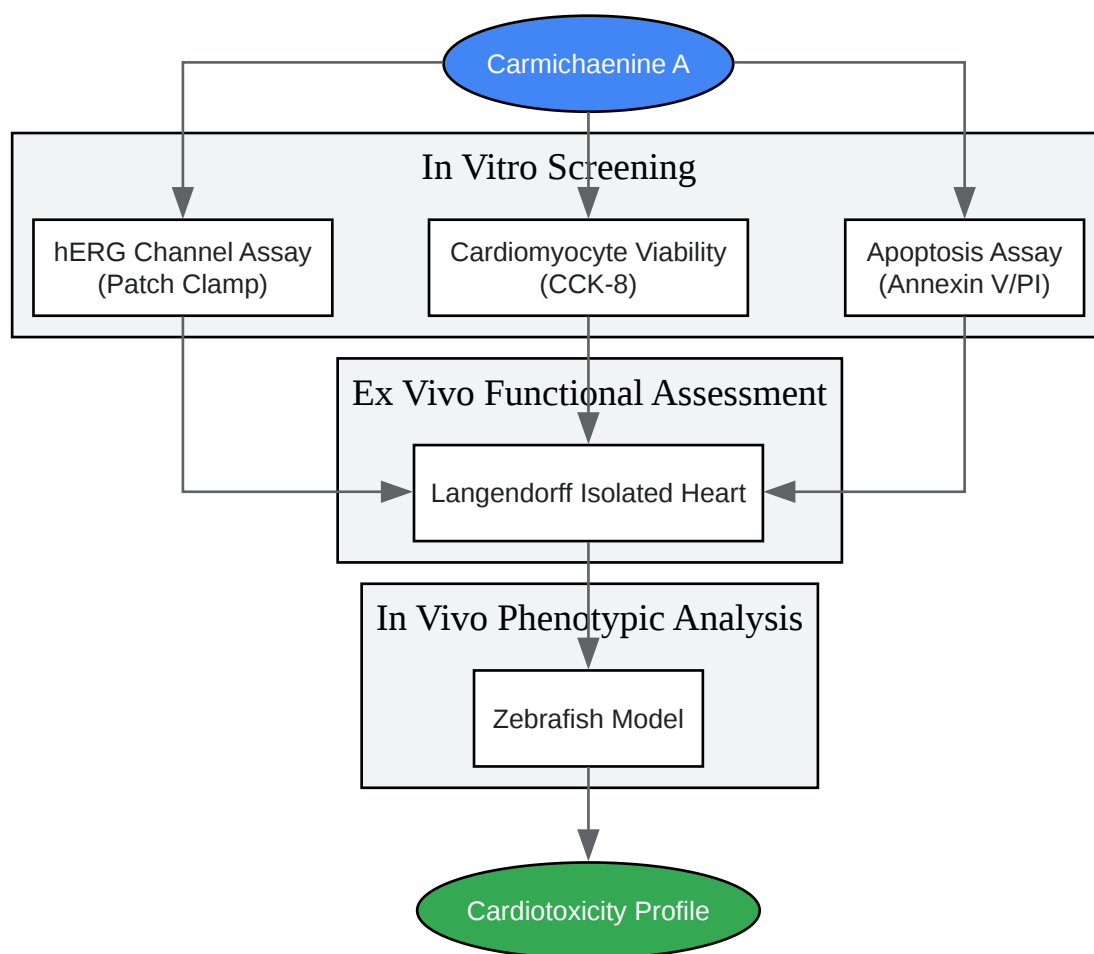 Carmichaenine A
In Vitro Screening
hERG Channel Assay
(Patch Clamp)
Cardiomyocyte Viability
(CCK-8)
Apoptosis Assay
(Annexin V/PI)
Ex Vivo Functional Assessment
Langendorff Isolated Heart
In Vivo Phenotypic Analysis
Zebrafish Model
Cardiotoxicity Profile